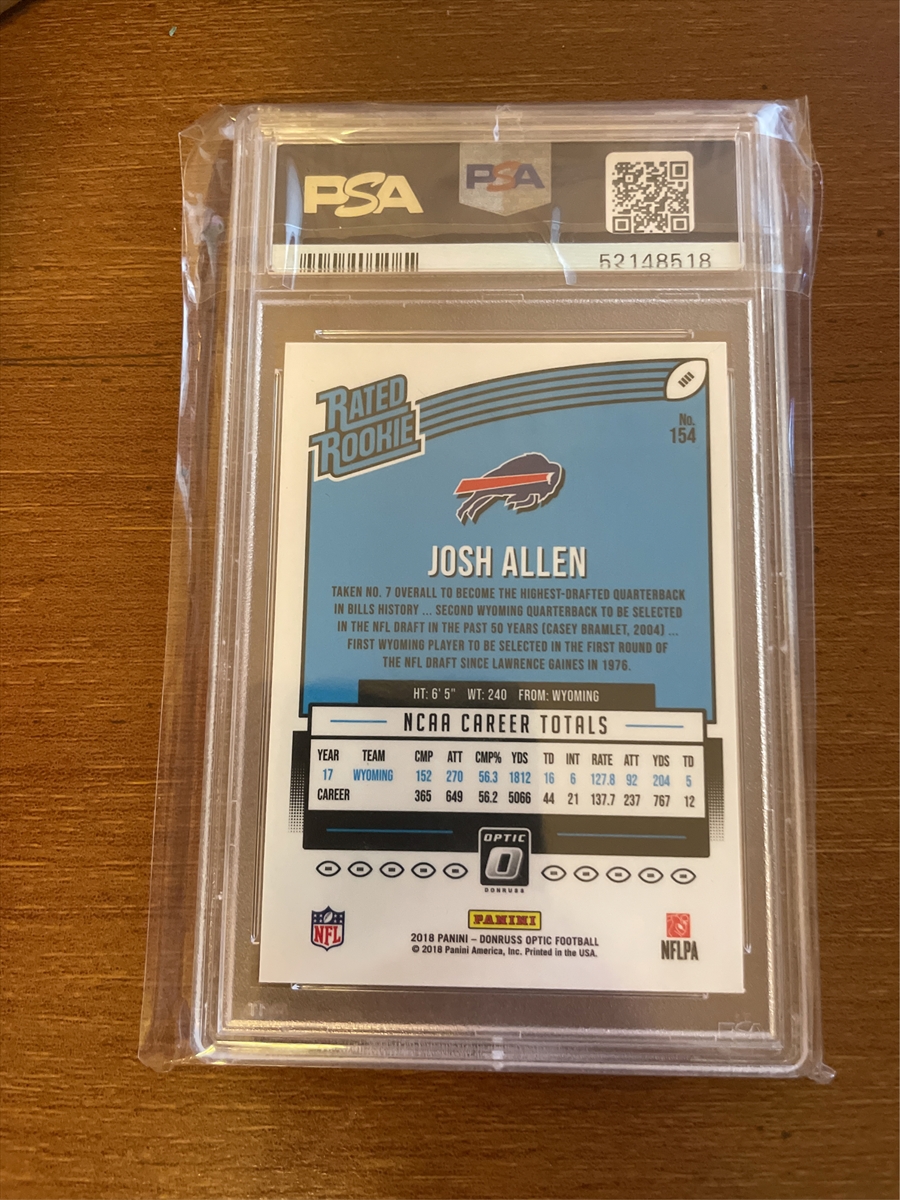 PSA PSA
52148518
RATED
ROOKIE
No.
154
JOSH ALLEN
TAKEN NO. 7 OVERALL TO BECOME THE HIGHEST-DRAFTED QUARTERBACK
IN BILLS HISTORY ... SECOND WYOMING QUARTERBACK TO BE SELECTED
IN THE NFL DRAFT IN THE PAST 50 YEARS (CASEY BRAMLET, 2004) ...
FIRST WYOMING PLAYER TO BE SELECTED IN THE FIRST ROUND OF
THE NFL DRAFT SINCE LAWRENCE GAINES IN 1976.
HT: 6' 5" WT: 240 FROM: WYOMING
NCAA CAREER TOTALS
YEAR TEAM CMP ATT CMP% YDS TD INT RATE ATT YDS TD
17 WYOMING 152 270 56.3 1812 16 6 127.8 92 204 5
CAREER 365 649 56.2 5066 44 21 137.7 237 767 12
OPTIC
DONRUSS
NFL
PANINI
2018 PANINI – DONRUSS OPTIC FOOTBALL
© 2018 Panini America, Inc. Printed in the USA.
NFLPA
PSA